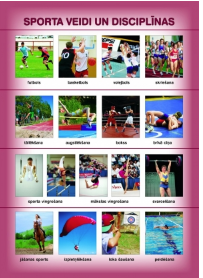 SPORTA VEIDI UN DISCIPLĪNAS
futbols
basketbols
volejbols
skriešana
tāllēkšana
augstlēkšana
bokss
brīvā cīņa
sporta vingrošana
mākslas vingrošana
svarcelšana
jāšanas sports
izpletņlēkšana
loka šaušana
peldēšana